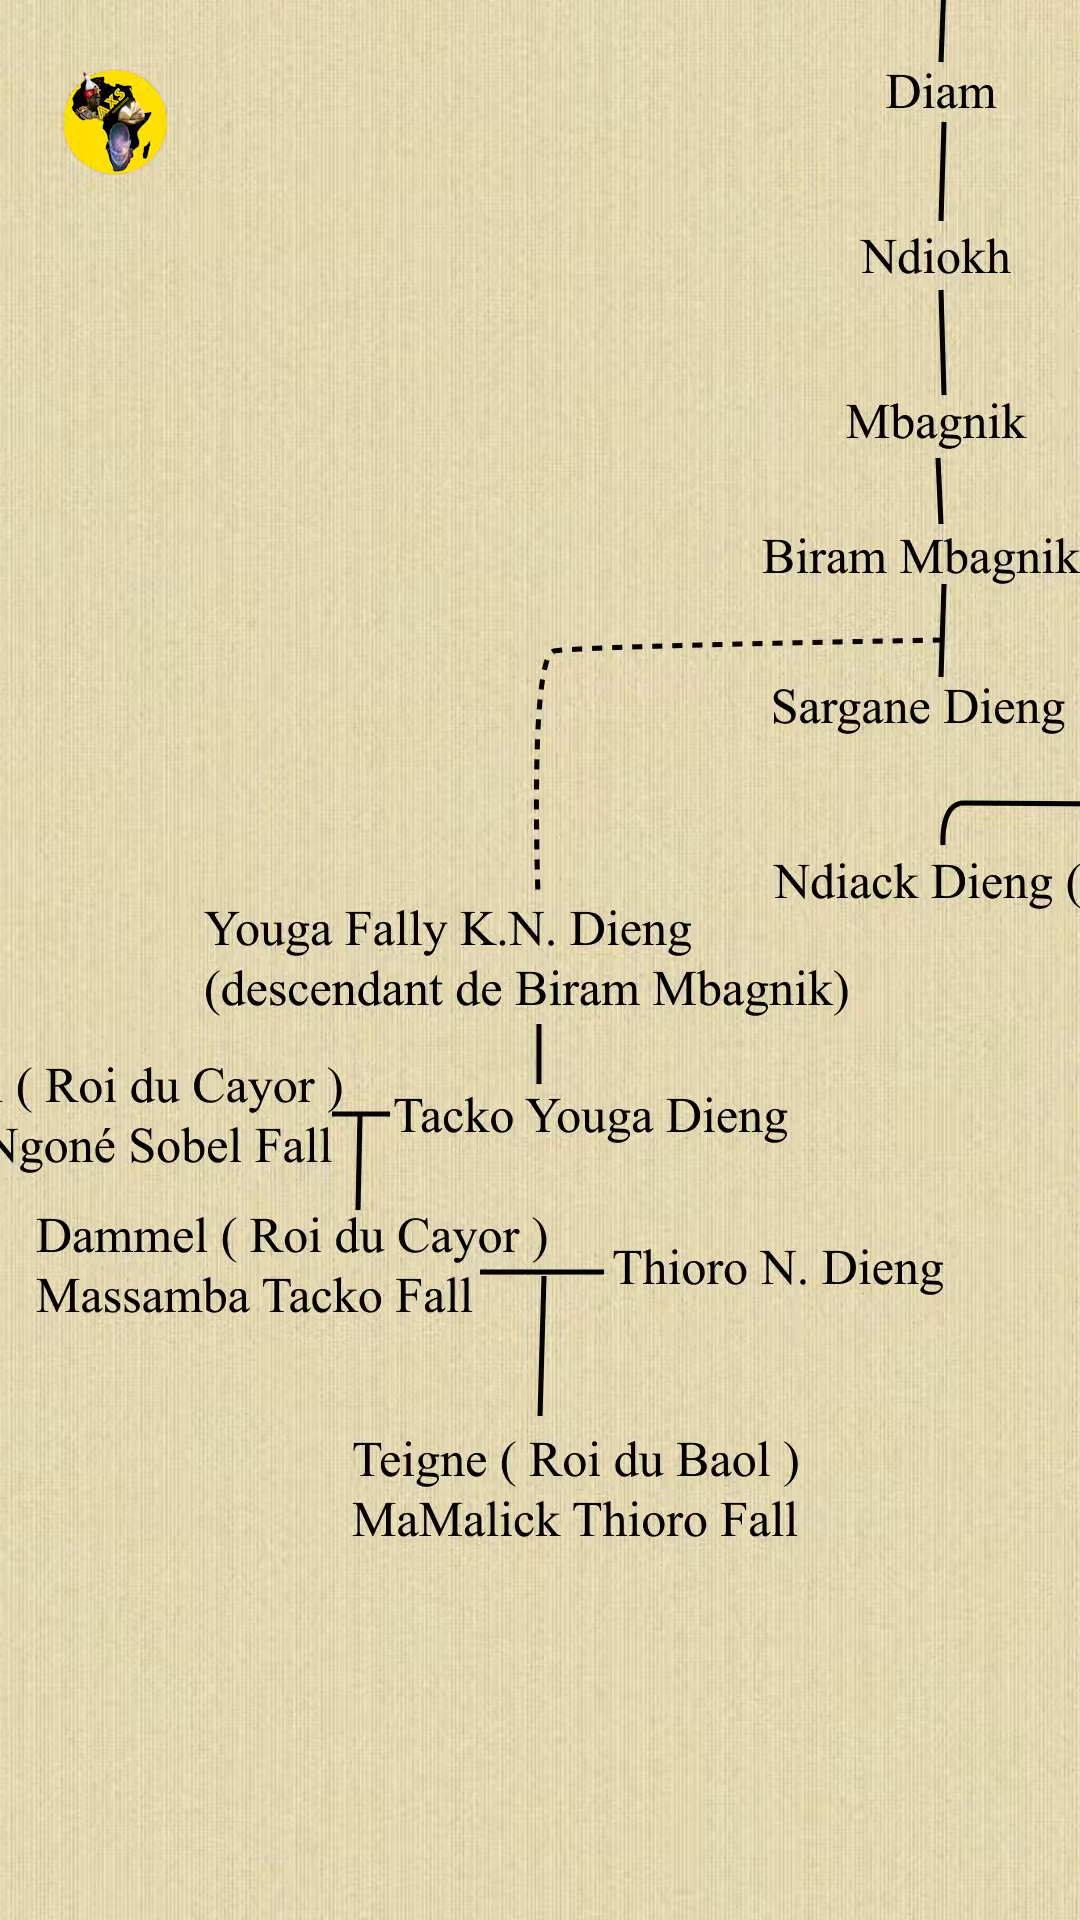 AXS
Diam
Ndiokh
Mbagnik
Biram Mbagnik
Sargane Dieng
Ndiack Dieng (
Youga Fally K.N. Dieng
(descendant de Biram Mbagnik)
( Roi du Cayor )
Ngoné Sobel Fall
Tacko Youga Dieng
Dammel ( Roi du Cayor )
Massamba Tacko Fall
Thioro N. Dieng
Teigne ( Roi du Baol )
MaMalick Thioro Fall